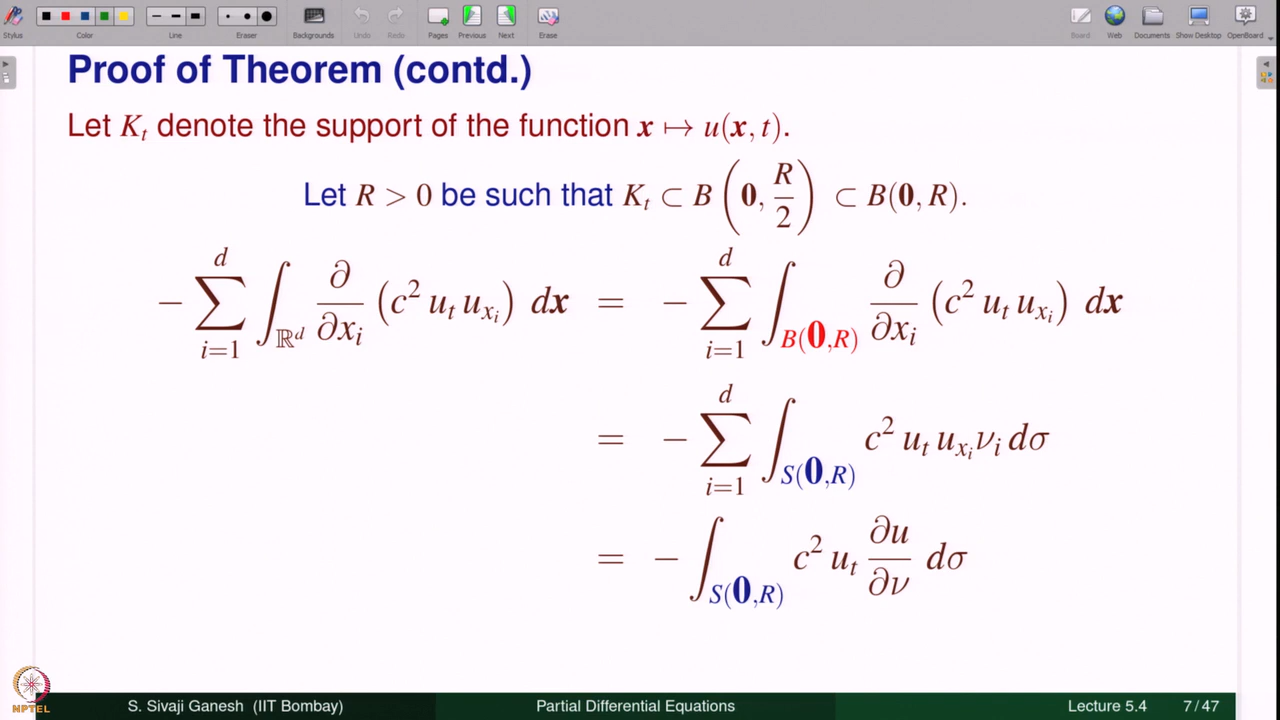 Stylus Color Line Eraser Backgrounds Undo Redo Pages Previous Next Erase Board Web Documents Show Desktop OpenBoard
Proof of Theorem (contd.)
Let K_t denote the support of the function x ↦ u(x, t).
Let R > 0 be such that K_t ⊂ B(0, R/2) ⊂ B(0, R).
− ∑_{i=1}^{d} ∫_{ℝ^d} ∂/∂x_i (c² u_t u_{x_i}) dx = − ∑_{i=1}^{d} ∫_{B(0,R)} ∂/∂x_i (c² u_t u_{x_i}) dx
= − ∑_{i=1}^{d} ∫_{S(0,R)} c² u_t u_{x_i} ν_i dσ
= − ∫_{S(0,R)} c² u_t ∂u/∂ν dσ
NPTEL
S. Sivaji Ganesh (IIT Bombay) Partial Differential Equations Lecture 5.4 7 / 47